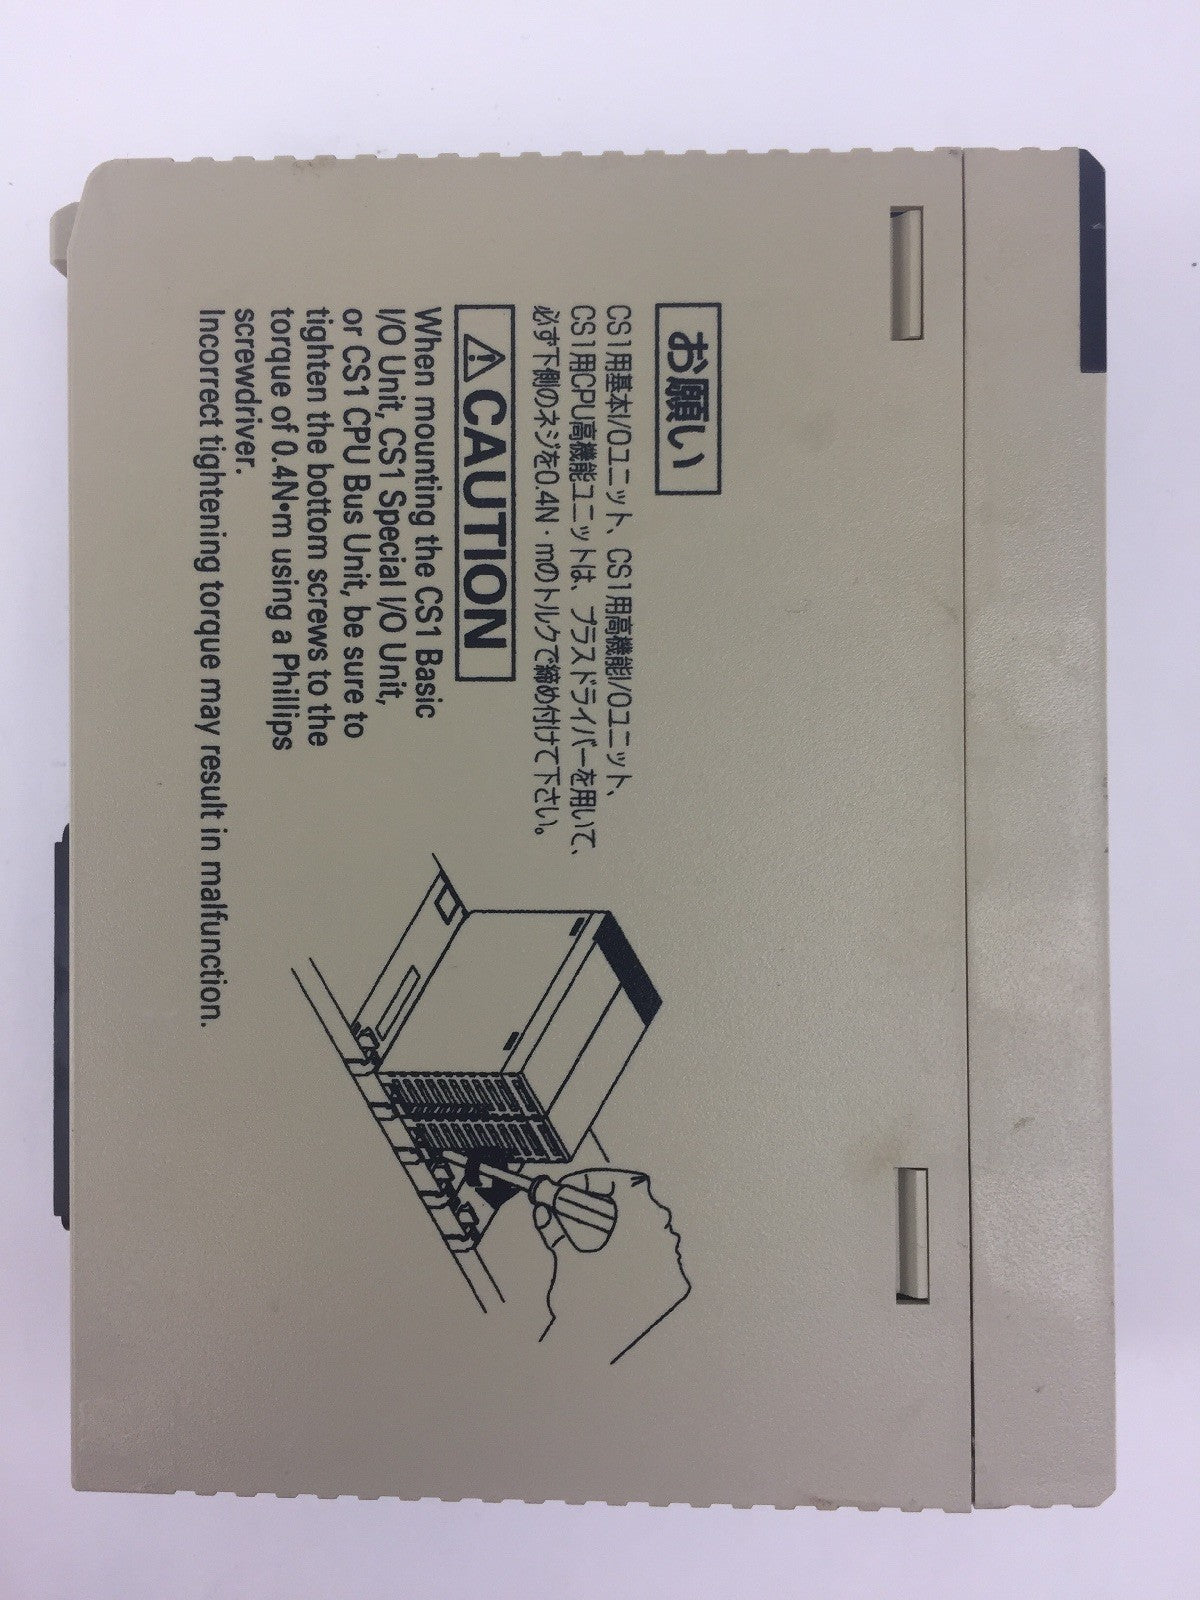 お願い
CS1用基本I/Oユニット、CS1用高機能I/Oユニット、
CS1用CPU高機能ユニットは、プラスドライバーを用いて、
必ず下側のネジを0.4N・mのトルクで締め付けて下さい。
⚠CAUTION
When mounting the CS1 Basic
I/O Unit, CS1 Special I/O Unit,
or CS1 CPU Bus Unit, be sure to
tighten the bottom screws to the
torque of 0.4N•m using a Phillips
screwdriver.
Incorrect tightening torque may result in malfunction.